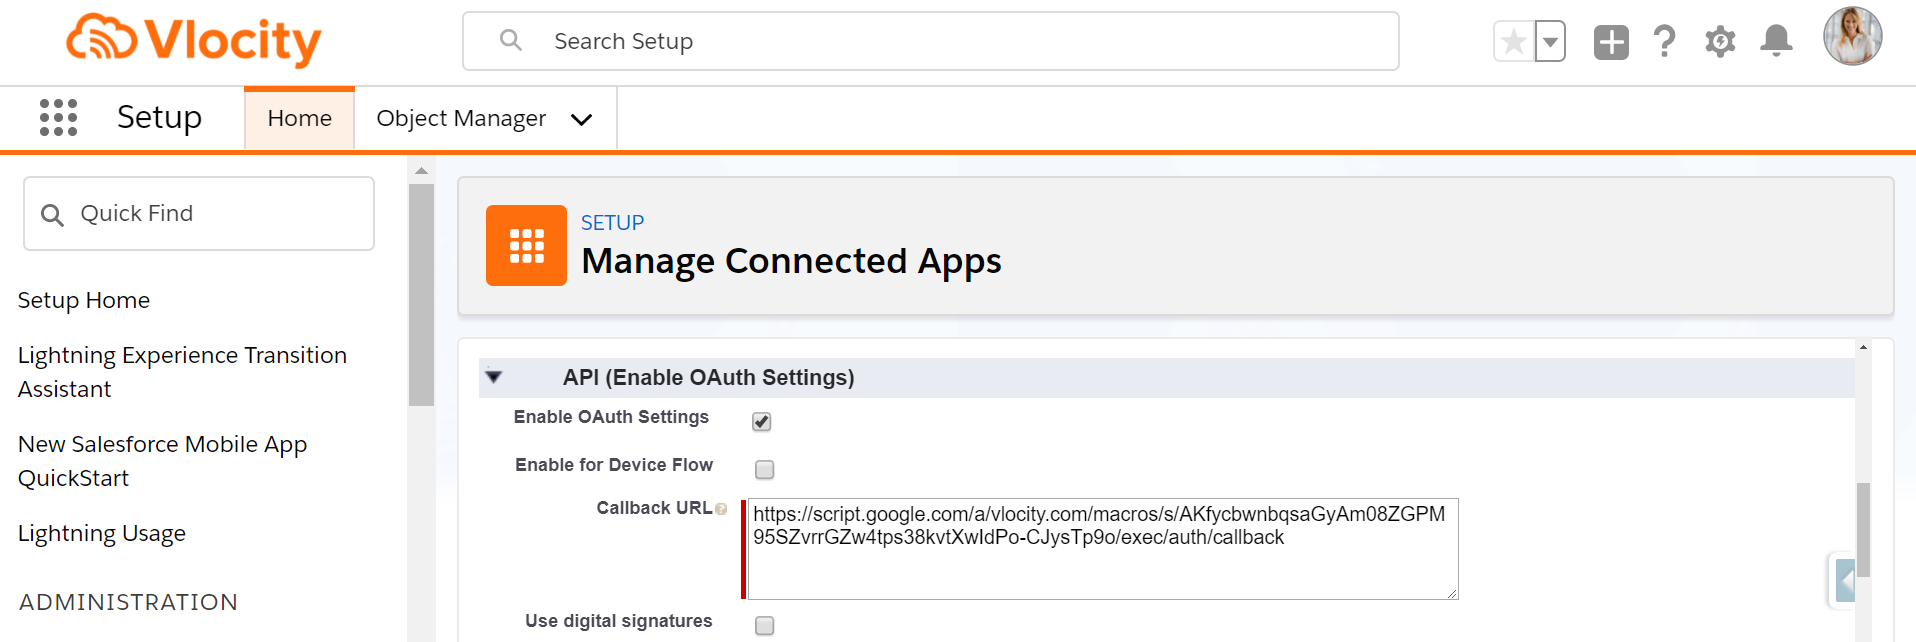 Vlocity
Search Setup
Setup
Home
Object Manager
Quick Find
Setup Home
Lightning Experience Transition
Assistant
New Salesforce Mobile App
QuickStart
Lightning Usage
ADMINISTRATION
SETUP
Manage Connected Apps
API (Enable OAuth Settings)
Enable OAuth Settings
Enable for Device Flow
Callback URL
https://script.google.com/a/vlocity.com/macros/s/AKfycbwnbqsaGyAm08ZGPM
95SZvrrGZw4tps38kvtXwIdPo-CJysTp9o/exec/auth/callback
Use digital signatures